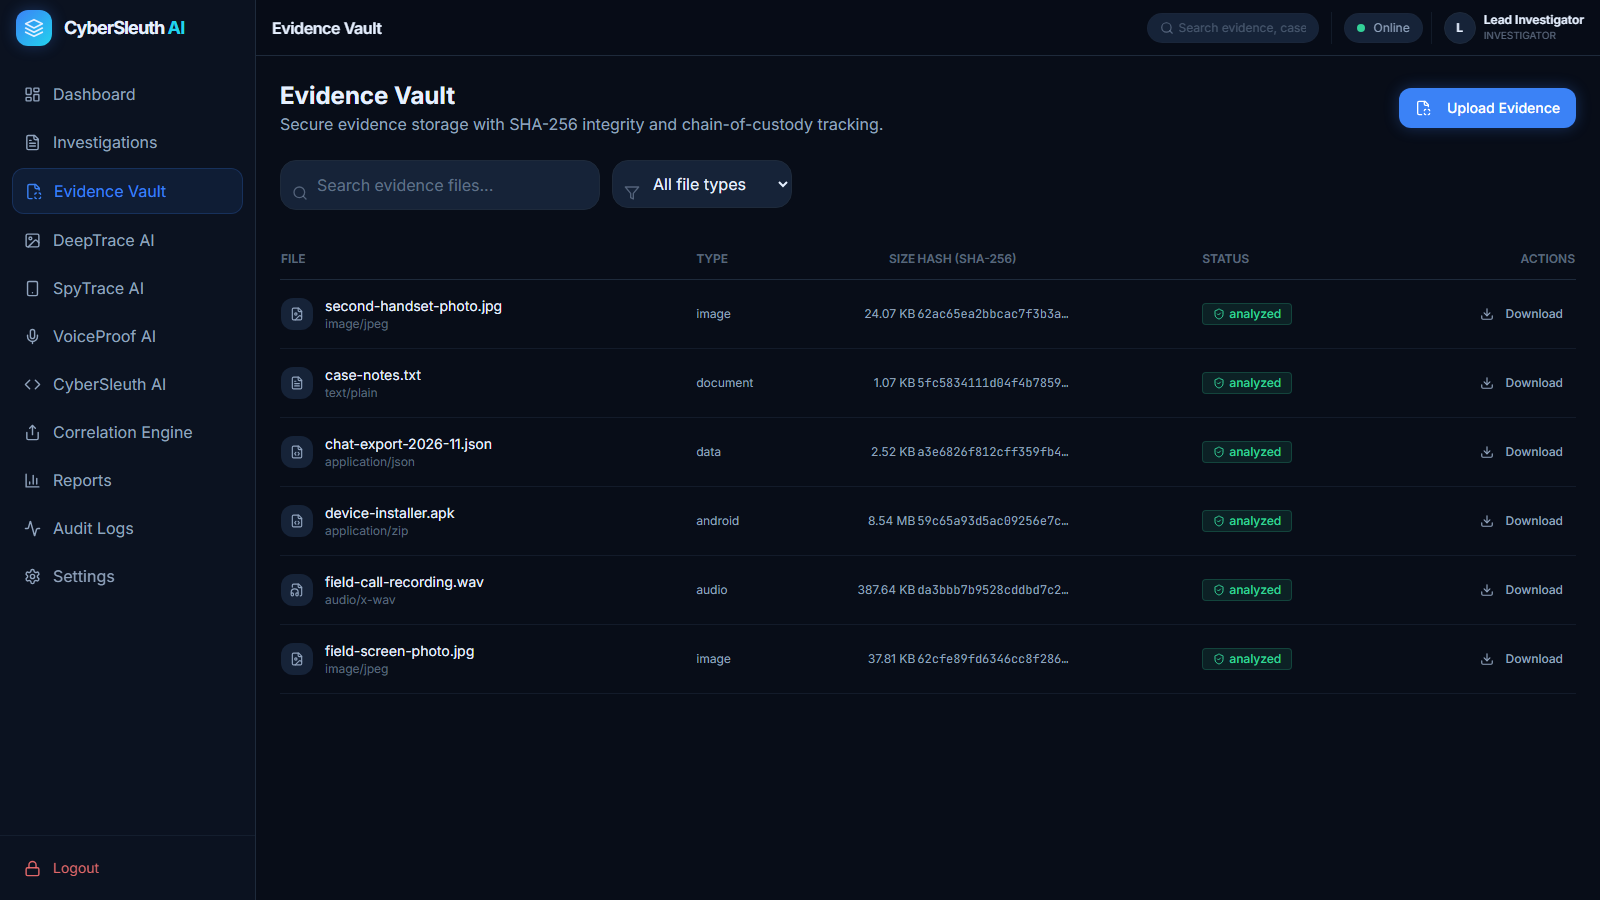 CyberSleuth AI
Evidence Vault
Search evidence, case
Online
L
Lead Investigator
INVESTIGATOR
Dashboard
Investigations
Evidence Vault
DeepTrace AI
SpyTrace AI
VoiceProof AI
CyberSleuth AI
Correlation Engine
Reports
Audit Logs
Settings
Logout
Evidence Vault
Secure evidence storage with SHA-256 integrity and chain-of-custody tracking.
Upload Evidence
Search evidence files...
All file types
FILE TYPE SIZE HASH (SHA-256) STATUS ACTIONS
second-handset-photo.jpg
image/jpeg
image 24.07 KB 62ac65ea2bbcac7f3b3a… analyzed Download
case-notes.txt
text/plain
document 1.07 KB 5fc5834111d04f4b7859… analyzed Download
chat-export-2026-11.json
application/json
data 2.52 KB a3e6826f812cff359fb4… analyzed Download
device-installer.apk
application/zip
android 8.54 MB 59c65a93d5ac09256e7c… analyzed Download
field-call-recording.wav
audio/x-wav
audio 387.64 KB da3bbb7b9528cddbd7c2… analyzed Download
field-screen-photo.jpg
image/jpeg
image 37.81 KB 62cfe89fd6346cc8f286… analyzed Download